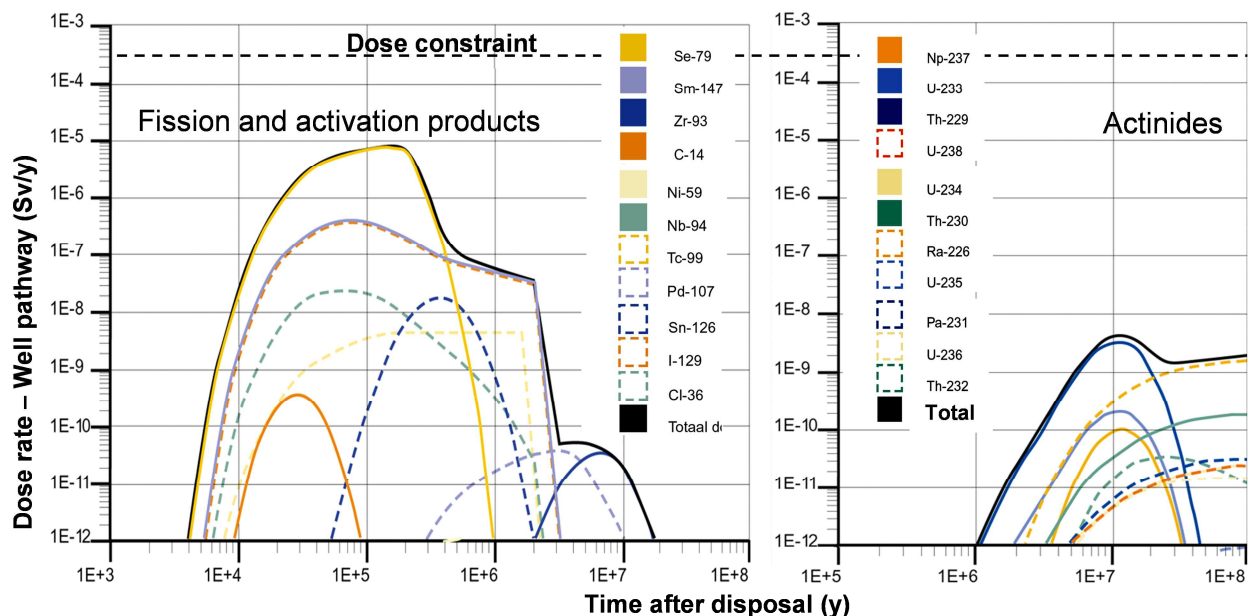 Dose rate – Well pathway (Sv/y)
1E-3
1E-4
1E-5
1E-6
1E-7
1E-8
1E-9
1E-10
1E-11
1E-12
1E+3
1E+4
1E+5
1E+6
1E+7
1E+8
Dose constraint
Fission and activation products
Se-79
Sm-147
Zr-93
C-14
Ni-59
Nb-94
Tc-99
Pd-107
Sn-126
I-129
Cl-36
Totaal d
1E-3
1E-4
1E-5
1E-6
1E-7
1E-8
1E-9
1E-10
1E-11
1E-12
1E+5
1E+6
1E+7
1E+8
Actinides
Np-237
U-233
Th-229
U-238
U-234
Th-230
Ra-226
U-235
Pa-231
U-236
Th-232
Total
Time after disposal (y)